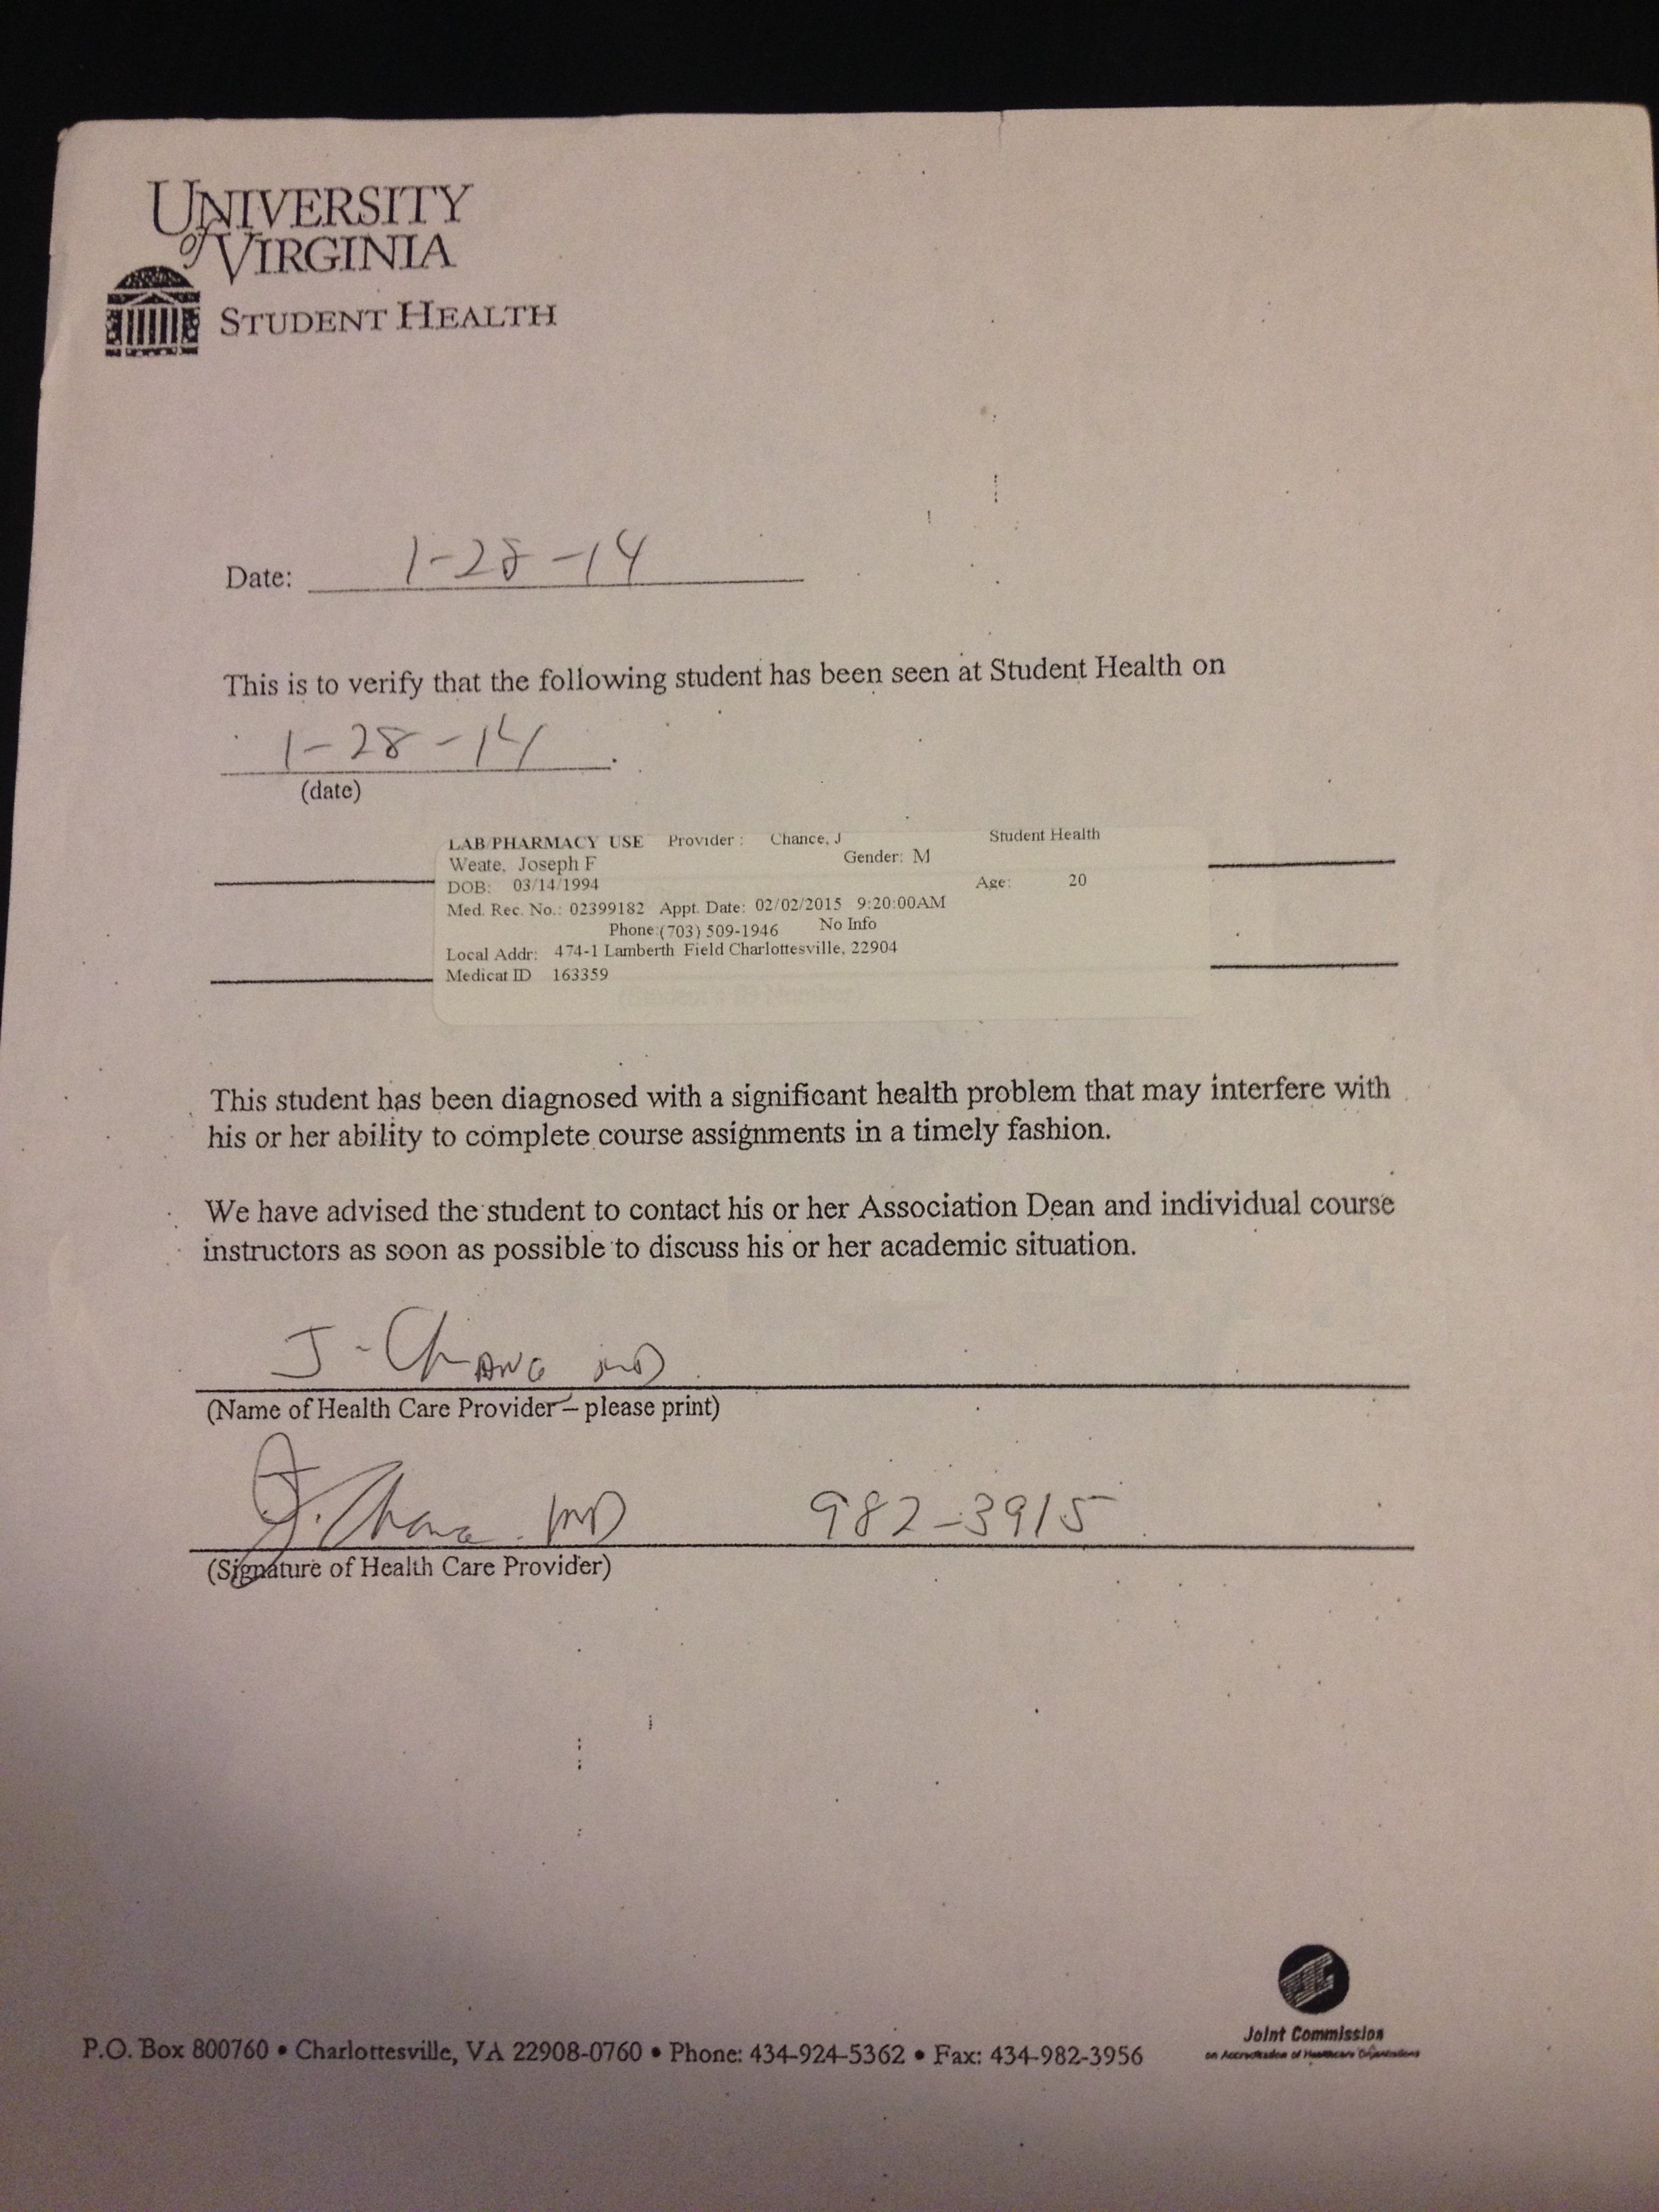 UNIVERSITY
of VIRGINIA
STUDENT HEALTH
Date: 1-28-14
This is to verify that the following student has been seen at Student Health on
1-28-14.
(date)
LAB/PHARMACY USE Provider : Chance, J Student Health
Weate, Joseph F Gender: M
DOB: 03/14/1994 Age: 20
Med. Rec. No.: 02399182 Appt. Date: 02/02/2015 9:20:00AM
Phone:(703) 509-1946 No Info
Local Addr: 474-1 Lamberth Field Charlottesville, 22904
Medicat ID 163359
(Student's ID Number)
This student has been diagnosed with a significant health problem that may interfere with
his or her ability to complete course assignments in a timely fashion.
We have advised the student to contact his or her Association Dean and individual course
instructors as soon as possible to discuss his or her academic situation.
J-CHANG MD
(Name of Health Care Provider – please print)
J. Chang MD 982-3915
(Signature of Health Care Provider)
Joint Commission
on Accreditation of Healthcare Organizations
P.O. Box 800760 • Charlottesville, VA 22908-0760 • Phone: 434-924-5362 • Fax: 434-982-3956